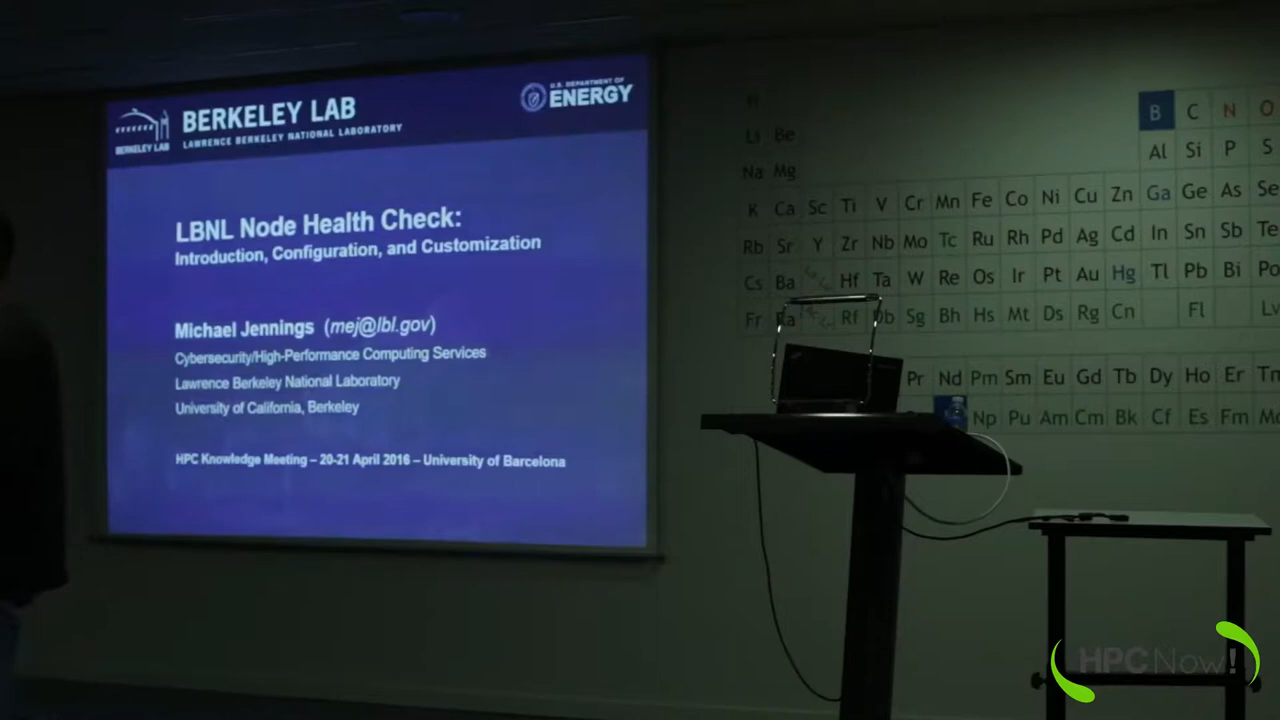 BERKELEY LAB
BERKELEY LAB
LAWRENCE BERKELEY NATIONAL LABORATORY
U.S. DEPARTMENT OF
ENERGY
LBNL Node Health Check:
Introduction, Configuration, and Customization
Michael Jennings (mej@lbl.gov)
Cybersecurity/High-Performance Computing Services
Lawrence Berkeley National Laboratory
University of California, Berkeley
HPC Knowledge Meeting – 20-21 April 2016 – University of Barcelona
H
B C N O
Li Be
Al Si P S
Na Mg
K Ca Sc Ti V Cr Mn Fe Co Ni Cu Zn Ga Ge As Se
Rb Sr Y Zr Nb Mo Tc Ru Rh Pd Ag Cd In Sn Sb Te
Cs Ba Hf Ta W Re Os Ir Pt Au Hg Tl Pb Bi Po
Fr Ra Rf Db Sg Bh Hs Mt Ds Rg Cn Fl Lv
Pr Nd Pm Sm Eu Gd Tb Dy Ho Er Tm
Np Pu Am Cm Bk Cf Es Fm Md
HPCNow!